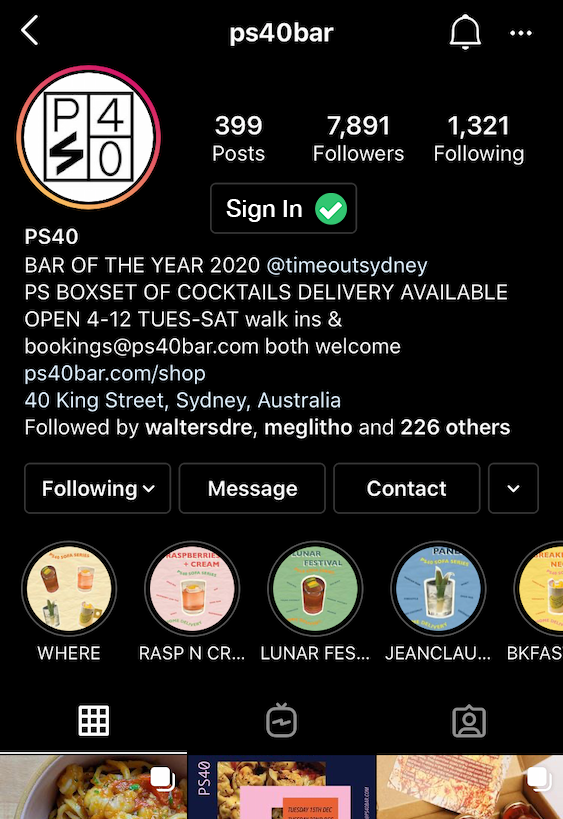 ps40bar
P 4
S 0
399
Posts
7,891
Followers
1,321
Following
Sign In
PS40
BAR OF THE YEAR 2020 @timeoutsydney
PS BOXSET OF COCKTAILS DELIVERY AVAILABLE
OPEN 4-12 TUES-SAT walk ins &
bookings@ps40bar.com both welcome
ps40bar.com/shop
40 King Street, Sydney, Australia
Followed by waltersdre, meglitho and 226 others
Following
Message
Contact
RASPBERRIES
+ CREAM
LUNAR
FESTIVAL
WHERE
RASP N CR...
LUNAR FES...
JEANCLAU...
BKFAS
PS40
TUESDAY 15TH DEC